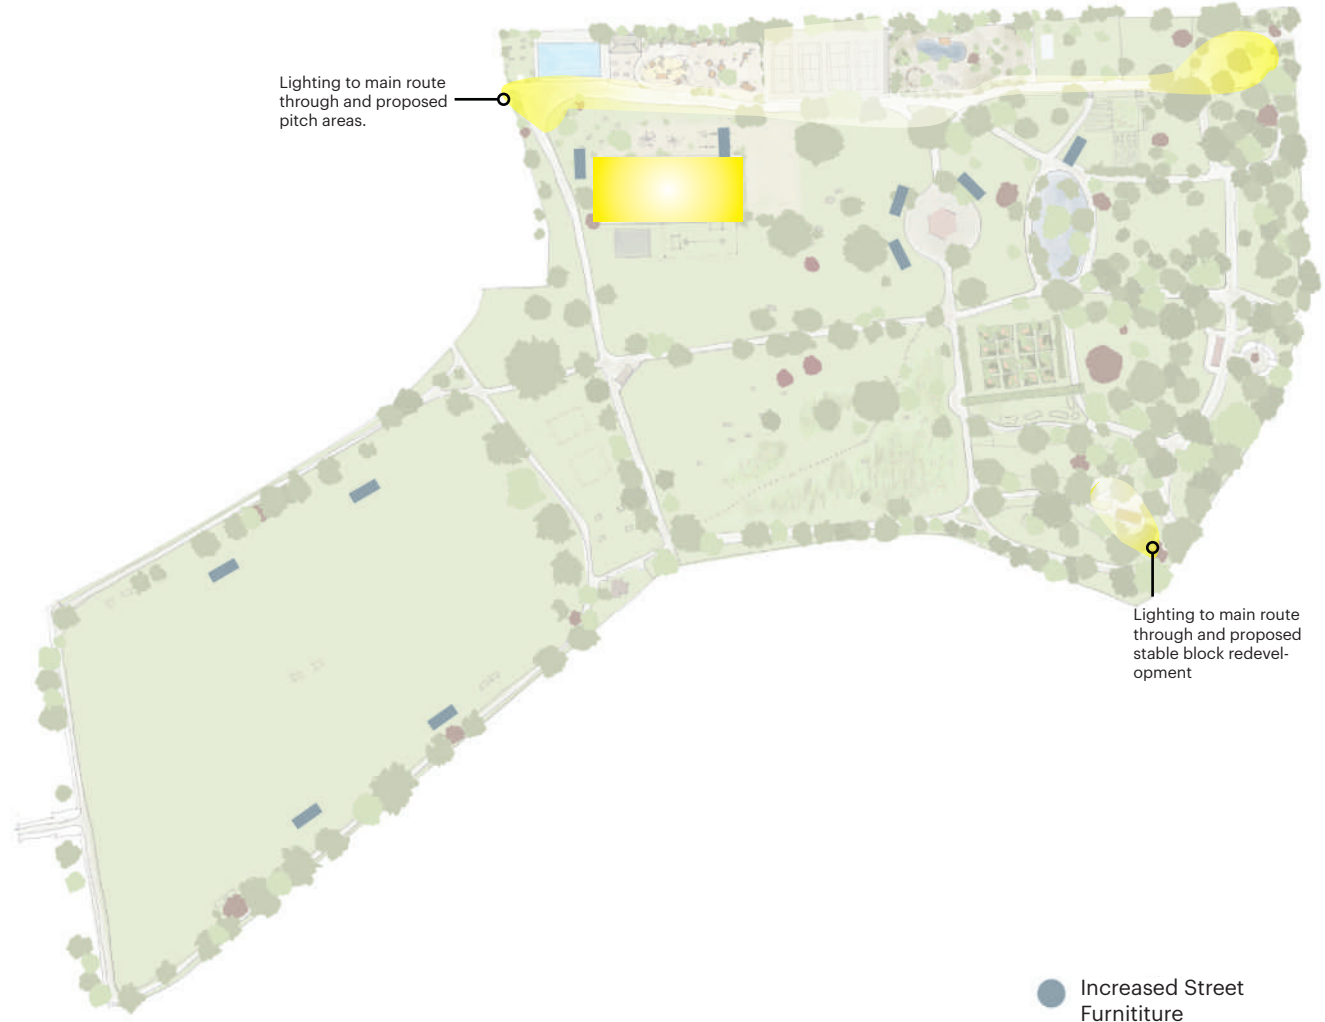 Lighting to main route
through and proposed
pitch areas.
Lighting to main route
through and proposed
stable block redevel-
opment
Increased Street
Furnititure